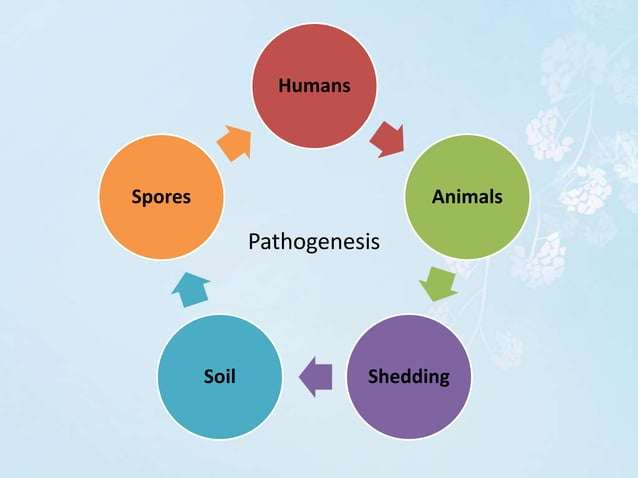 Humans
Animals
Shedding
Soil
Spores
Pathogenesis